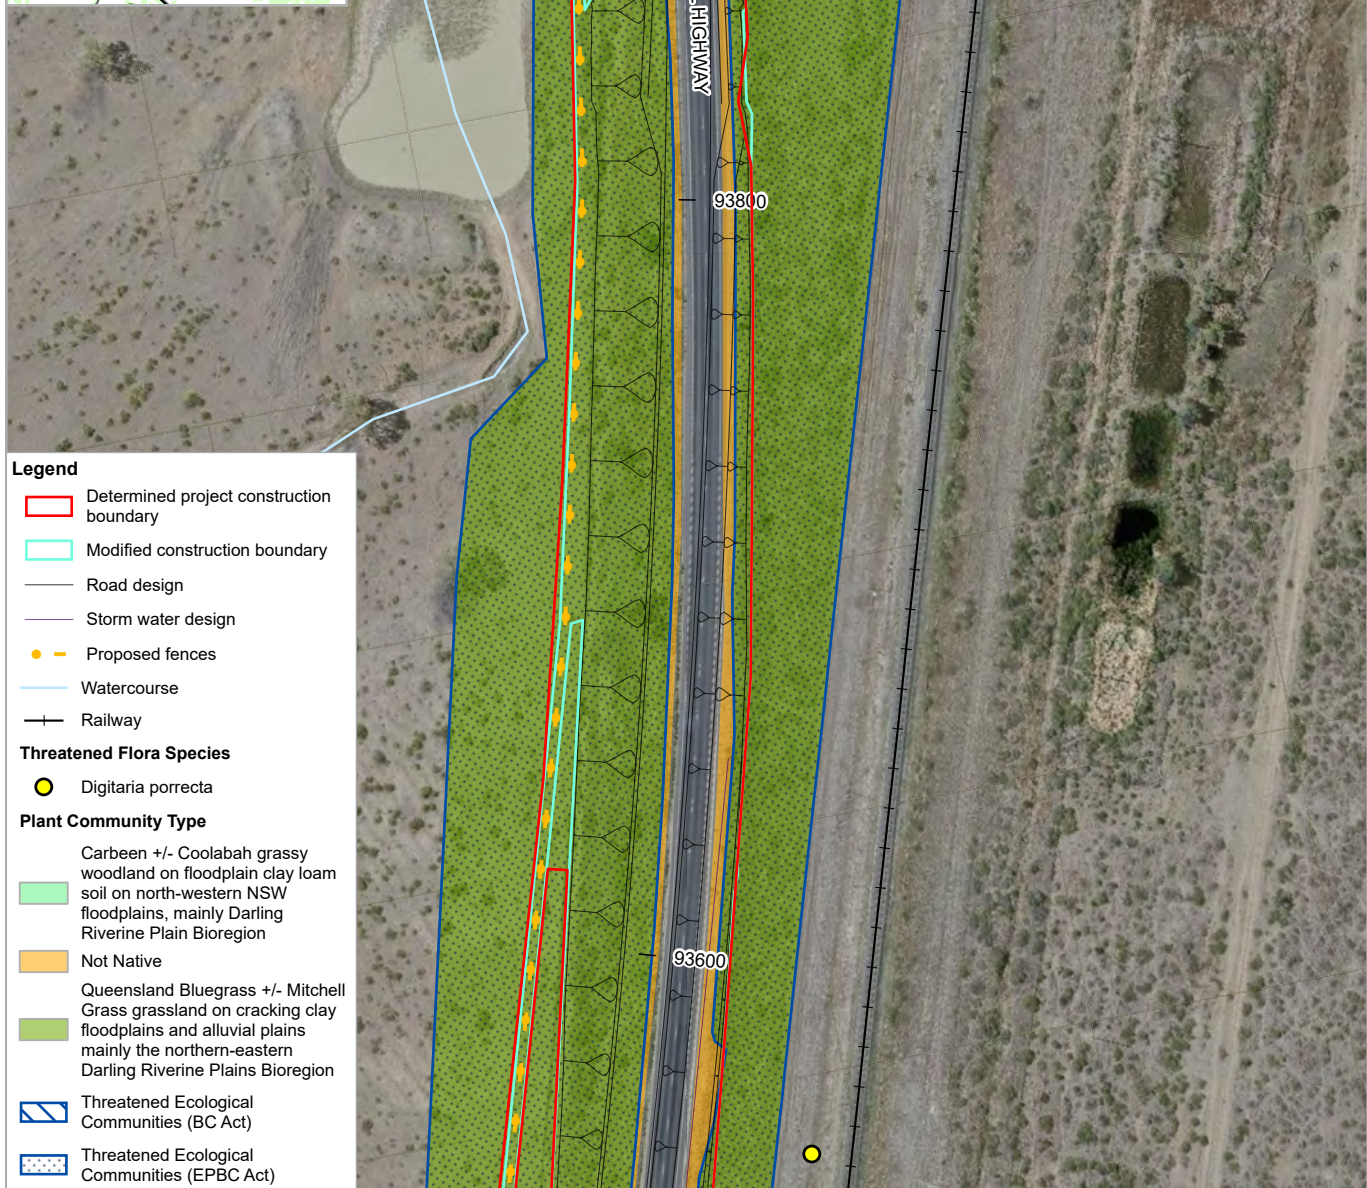 L HIGHWAY
93800
93600
Legend
Determined project construction
boundary
Modified construction boundary
Road design
Storm water design
Proposed fences
Watercourse
Railway
Threatened Flora Species
Digitaria porrecta
Plant Community Type
Carbeen +/- Coolabah grassy
woodland on floodplain clay loam
soil on north-western NSW
floodplains, mainly Darling
Riverine Plain Bioregion
Not Native
Queensland Bluegrass +/- Mitchell
Grass grassland on cracking clay
floodplains and alluvial plains
mainly the northern-eastern
Darling Riverine Plains Bioregion
Threatened Ecological
Communities (BC Act)
Threatened Ecological
Communities (EPBC Act)